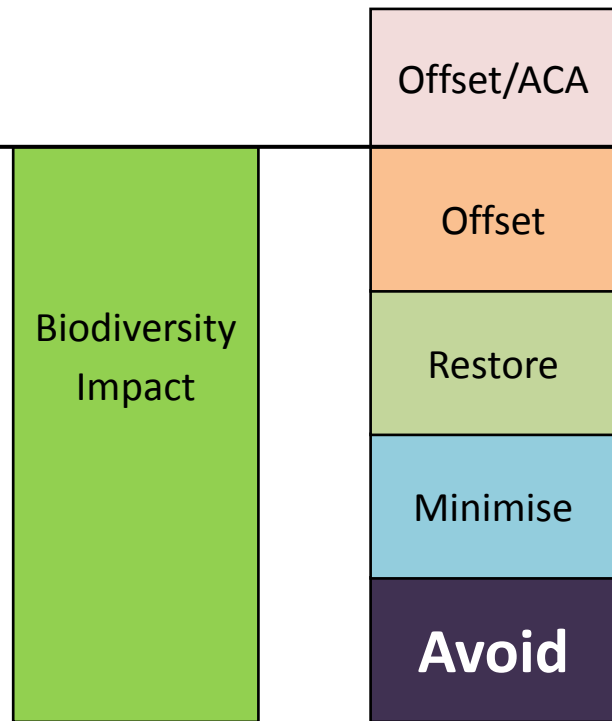 Offset/ACA
Offset
Biodiversity
Impact
Restore
Minimise
Avoid